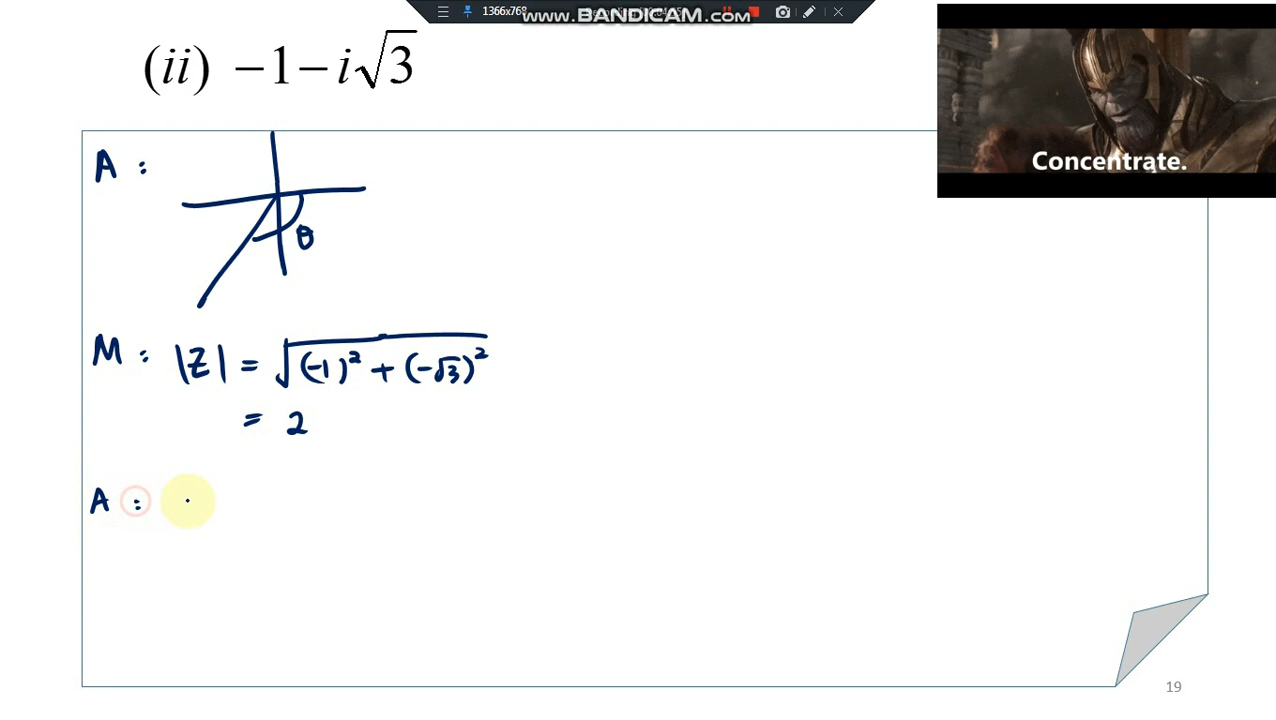 1366x768
www.BANDICAM.com
(ii) −1−i√3
Concentrate.
A :
θ
M : |Z| = √(-1)² + (-√3)²
= 2
A :
19